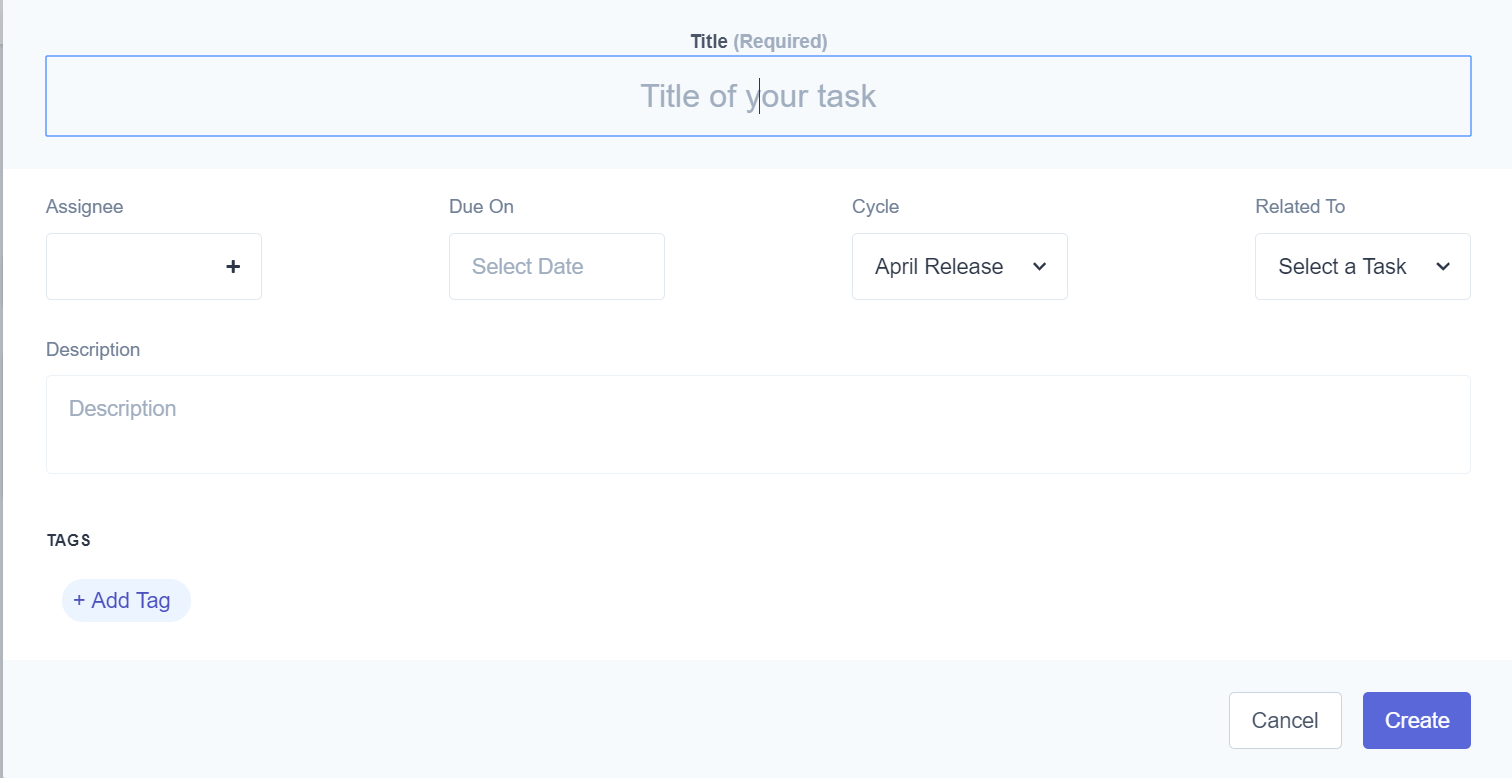 Title (Required)
Title of your task
Assignee
Due On
Cycle
Related To
+
Select Date
April Release
Select a Task
Description
Description
TAGS
+ Add Tag
Cancel
Create